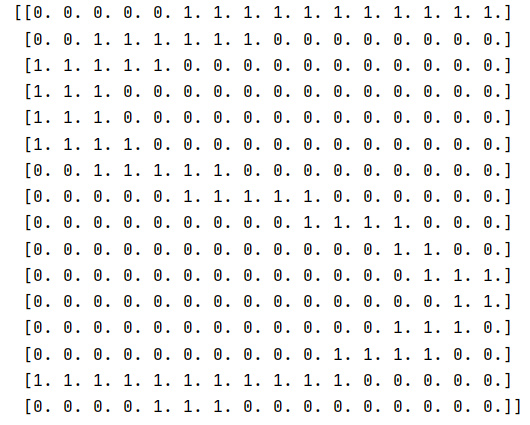 [[0. 0. 0. 0. 0. 1. 1. 1. 1. 1. 1. 1. 1. 1. 1. 1.]
[0. 0. 1. 1. 1. 1. 1. 1. 0. 0. 0. 0. 0. 0. 0. 0.]
[1. 1. 1. 1. 1. 0. 0. 0. 0. 0. 0. 0. 0. 0. 0. 0.]
[1. 1. 1. 0. 0. 0. 0. 0. 0. 0. 0. 0. 0. 0. 0. 0.]
[1. 1. 1. 0. 0. 0. 0. 0. 0. 0. 0. 0. 0. 0. 0. 0.]
[1. 1. 1. 1. 0. 0. 0. 0. 0. 0. 0. 0. 0. 0. 0. 0.]
[0. 0. 1. 1. 1. 1. 1. 0. 0. 0. 0. 0. 0. 0. 0. 0.]
[0. 0. 0. 0. 0. 1. 1. 1. 1. 1. 0. 0. 0. 0. 0. 0.]
[0. 0. 0. 0. 0. 0. 0. 0. 0. 1. 1. 1. 1. 0. 0. 0.]
[0. 0. 0. 0. 0. 0. 0. 0. 0. 0. 0. 0. 1. 1. 0. 0.]
[0. 0. 0. 0. 0. 0. 0. 0. 0. 0. 0. 0. 0. 1. 1. 1.]
[0. 0. 0. 0. 0. 0. 0. 0. 0. 0. 0. 0. 0. 0. 1. 1.]
[0. 0. 0. 0. 0. 0. 0. 0. 0. 0. 0. 0. 1. 1. 1. 0.]
[0. 0. 0. 0. 0. 0. 0. 0. 0. 0. 1. 1. 1. 1. 0. 0.]
[1. 1. 1. 1. 1. 1. 1. 1. 1. 1. 1. 0. 0. 0. 0. 0.]
[0. 0. 0. 0. 1. 1. 1. 0. 0. 0. 0. 0. 0. 0. 0. 0.]]